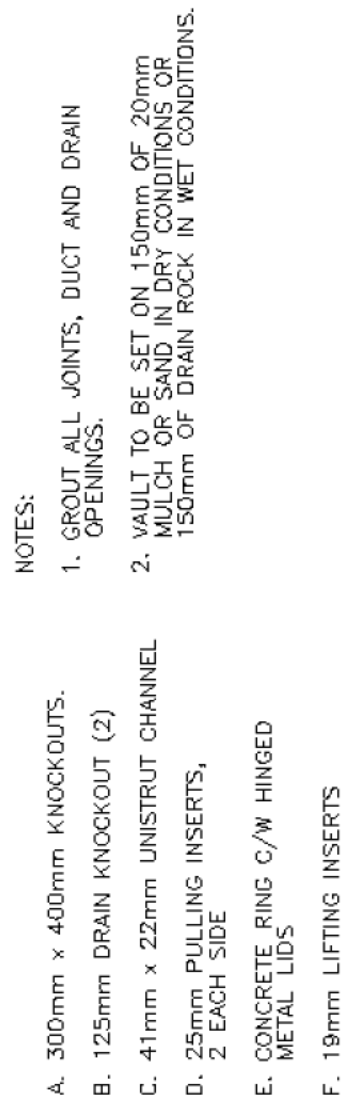 A. 300mm x 400mm KNOCKOUTS.
B. 125mm DRAIN KNOCKOUT (2)
C. 41mm x 22mm UNISTRUT CHANNEL
D. 25mm PULLING INSERTS,
2 EACH SIDE
E. CONCRETE RING C/W HINGED
METAL LIDS
F. 19mm LIFTING INSERTS
NOTES:
1. GROUT ALL JOINTS, DUCT AND DRAIN
OPENINGS.
2. VAULT TO BE SET ON 150mm OF 20mm
MULCH OR SAND IN DRY CONDITIONS OR
150mm OF DRAIN ROCK IN WET CONDITIONS.